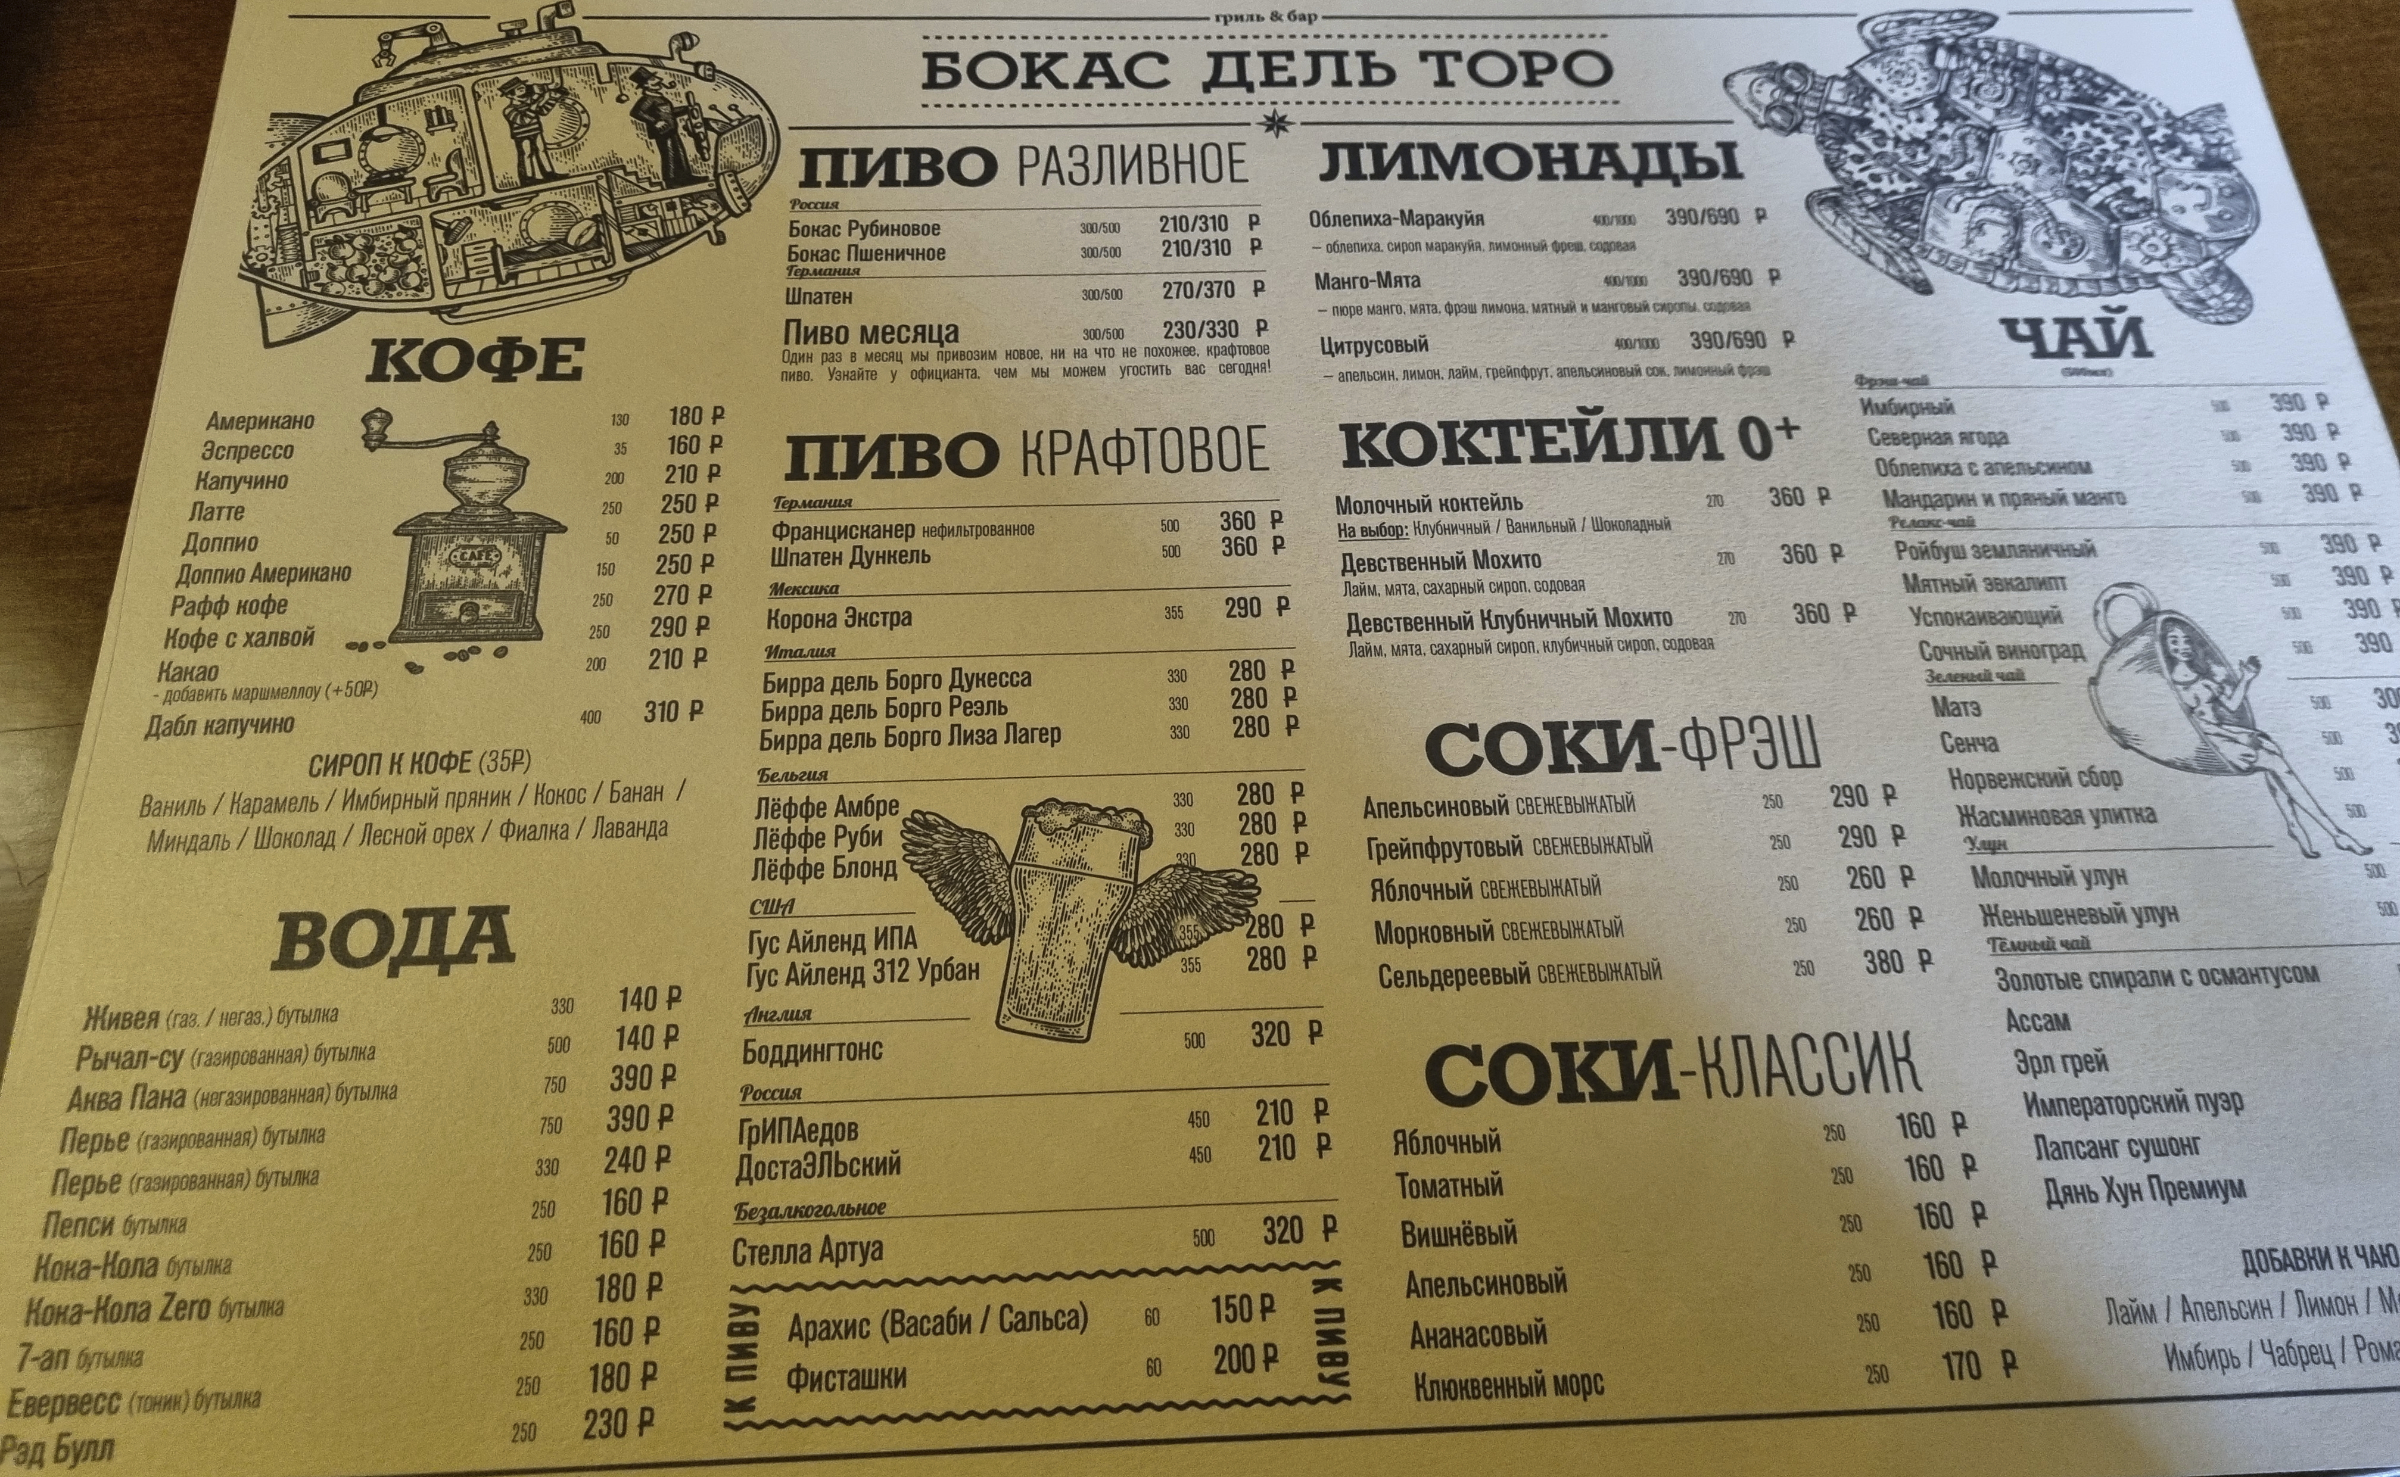 гриль & бар
БОКАС ДЕЛЬ ТОРО
КОФЕ
Американо 130 180 ₽
Эспрессо 35 160 ₽
Капучино 200 210 ₽
Латте 250 250 ₽
Доппио 50 250 ₽
Доппио Американо 150 250 ₽
Рафф кофе 250 270 ₽
Кофе с халвой 250 290 ₽
Какао 200 210 ₽
- добавить маршмеллоу (+50₽)
Дабл капучино 400 310 ₽
CAFE
СИРОП К КОФЕ (35₽)
Ваниль / Карамель / Имбирный пряник / Кокос / Банан /
Миндаль / Шоколад / Лесной орех / Фиалка / Лаванда
ВОДА
Живея (газ. / негаз.) бутылка 330 140 ₽
Рычал-су (газированная) бутылка 500 140 ₽
Аква Пана (негазированная) бутылка 750 390 ₽
Перье (газированная) бутылка 750 390 ₽
Перье (газированная) бутылка 330 240 ₽
Пепси бутылка 250 160 ₽
Кока-Кола бутылка 250 160 ₽
Кока-Кола Zero бутылка 330 180 ₽
7-ап бутылка 250 160 ₽
Евервесс (тоник) бутылка 250 180 ₽
Рэд Булл 250 230 ₽
ПИВО РАЗЛИВНОЕ
Россия
Бокас Рубиновое 300/500 210/310 ₽
Бокас Пшеничное 300/500 210/310 ₽
Германия
Шпатен 300/500 270/370 ₽
Пиво месяца 300/500 230/330 ₽
Один раз в месяц мы привозим новое, ни на что не похожее, крафтовое
пиво. Узнайте у официанта, чем мы можем угостить вас сегодня!
ПИВО КРАФТОВОЕ
Германия
Францисканер нефильтрованное 500 360 ₽
Шпатен Дункель 500 360 ₽
Мексика
Корона Экстра 355 290 ₽
Италия
Бирра дель Борго Дукесса 330 280 ₽
Бирра дель Борго Реэль 330 280 ₽
Бирра дель Борго Лиза Лагер 330 280 ₽
Бельгия
Лёффе Амбре 330 280 ₽
Лёффе Руби 330 280 ₽
Лёффе Блонд 330 280 ₽
США
Гус Айленд ИПА 355 280 ₽
Гус Айленд 312 Урбан 355 280 ₽
Англия
Боддингтонс 500 320 ₽
Россия
ГрИПАедов 450 210 ₽
ДостаЭЛЬский 450 210 ₽
Безалкогольное
Стелла Артуа 500 320 ₽
К ПИВУ
Арахис (Васаби / Сальса) 60 150 ₽
Фисташки 60 200 ₽
К ПИВУ
ЛИМОНАДЫ
Облепиха-Маракуйя 400/1000 390/690 ₽
– облепиха, сироп маракуйя, лимонный фреш, содовая
Манго-Мята 400/1000 390/690 ₽
– пюре манго, мята, фрэш лимона, мятный и манговый сиропы, содовая
Цитрусовый 400/1000 390/690 ₽
– апельсин, лимон, лайм, грейпфрут, апельсиновый сок, лимонный фрэш
КОКТЕЙЛИ 0+
Молочный коктейль 270 360 ₽
На выбор: Клубничный / Ванильный / Шоколадный
Девственный Мохито 270 360 ₽
Лайм, мята, сахарный сироп, содовая
Девственный Клубничный Мохито 270 360 ₽
Лайм, мята, сахарный сироп, клубичный сироп, содовая
СОКИ-ФРЭШ
Апельсиновый СВЕЖЕВЫЖАТЫЙ 250 290 ₽
Грейпфрутовый СВЕЖЕВЫЖАТЫЙ 250 290 ₽
Яблочный СВЕЖЕВЫЖАТЫЙ 250 260 ₽
Морковный СВЕЖЕВЫЖАТЫЙ 250 260 ₽
Сельдереевый СВЕЖЕВЫЖАТЫЙ 250 380 ₽
СОКИ-КЛАССИК
Яблочный 250 160 ₽
Томатный 250 160 ₽
Вишнёвый 250 160 ₽
Апельсиновый 250 160 ₽
Ананасовый 250 160 ₽
Клюквенный морс 250 170 ₽
ЧАЙ
Фрэш-чай
Имбирный 500 390 ₽
Северная ягода 500 390 ₽
Облепиха с апельсином 500 390 ₽
Мандарин и пряный манго 500 390 ₽
Релакс-чай
Ройбуш земляничный 500 390 ₽
Мятный эвкалипт 500 390 ₽
Успокаивающий 500 390 ₽
Сочный виноград 500 390
Зеленый чай
Матэ 500
Сенча 500
Норвежский сбор 500
Жасминовая улитка 500
Улун
Молочный улун 500
Женьшеневый улун 500
Тёмный чай
Золотые спирали с османтусом
Ассам
Эрл грей
Императорский пуэр
Лапсанг сушонг
Дянь Хун Премиум
ДОБАВКИ К ЧАЮ
Лайм / Апельсин / Лимон /
Имбирь / Чабрец /